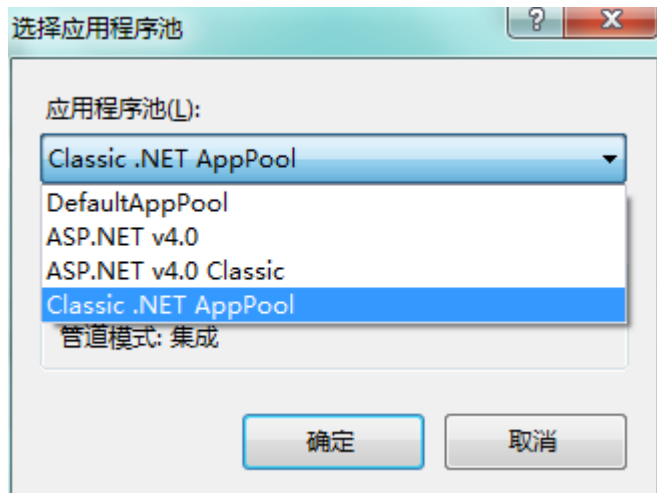 选择应用程序池
?
应用程序池(L):
Classic .NET AppPool
DefaultAppPool
ASP.NET v4.0
ASP.NET v4.0 Classic
Classic .NET AppPool
管道模式: 集成
确定
取消